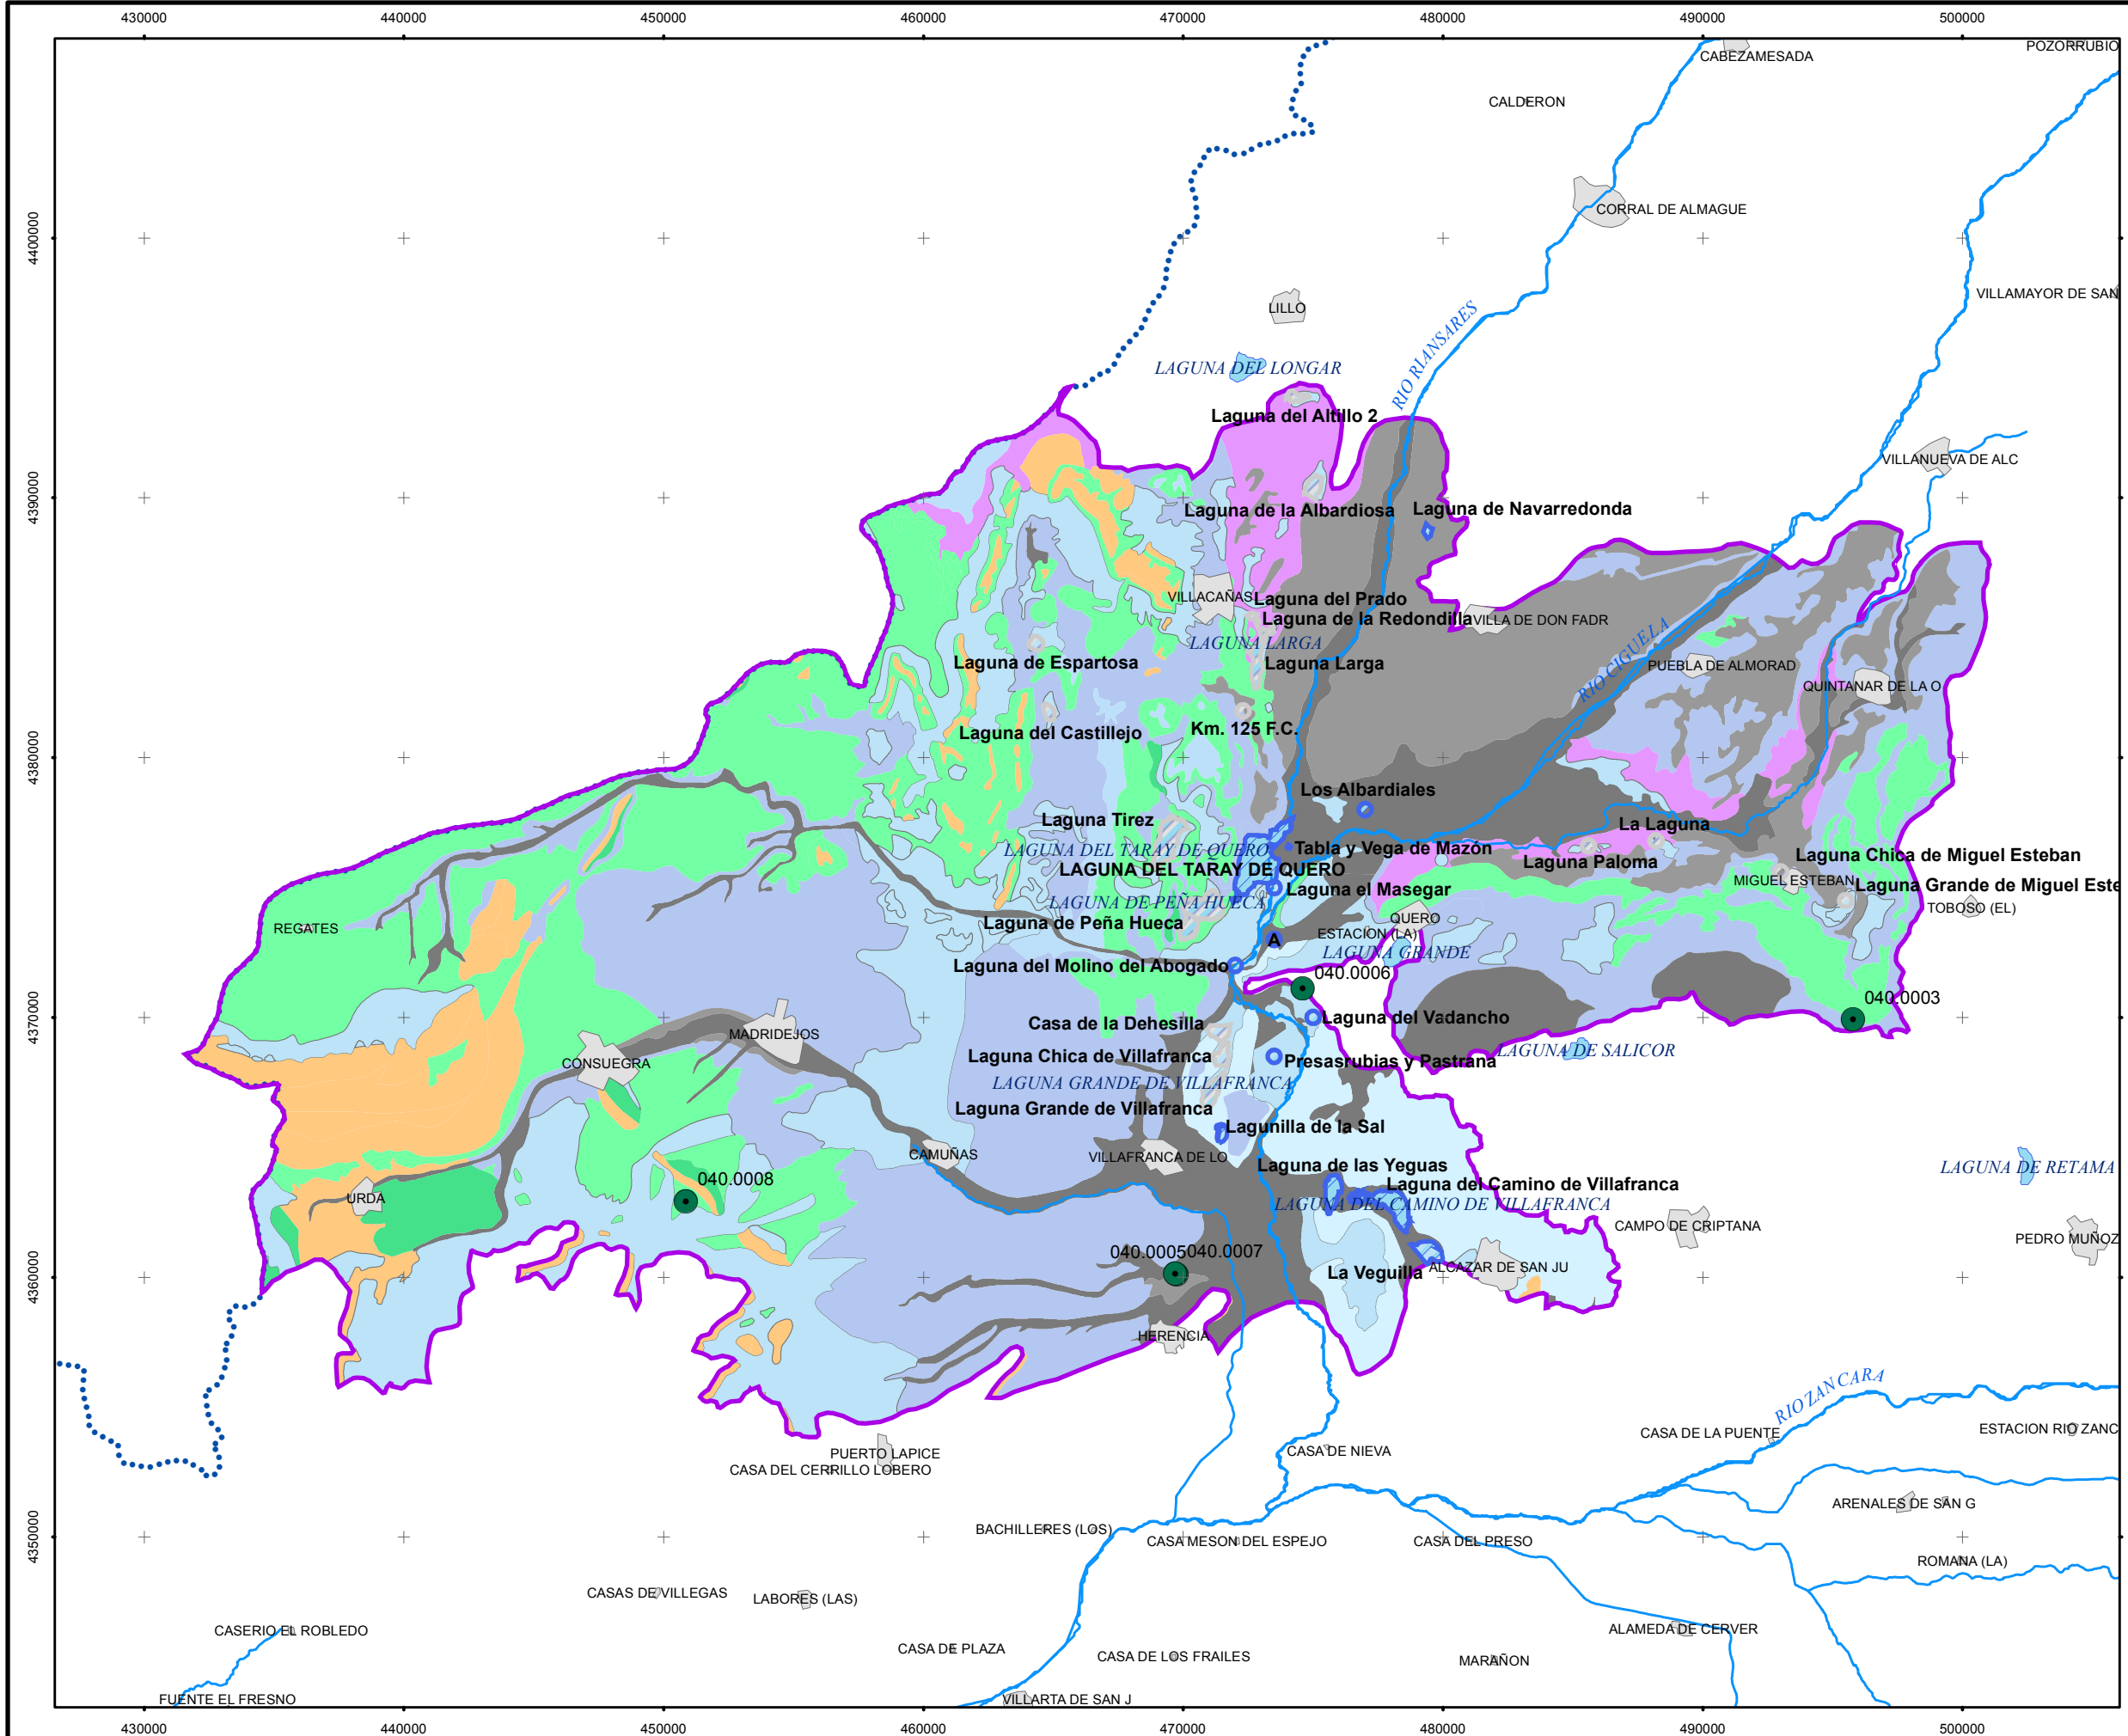 430000 440000 450000 460000 470000 480000 490000 500000
POZORRUBIO
CABEZAMESADA
CALDERON
4400000
CORRAL DE ALMAGUE
VILLAMAYOR DE SAN
LILLO
RIO RIANSARES
LAGUNA DEL LONGAR
Laguna del Altillo 2
VILLANUEVA DE ALC
4390000
Laguna de la Albardiosa
Laguna de Navarredonda
VILLACAÑAS
Laguna del Prado
Laguna de la Redondilla
VILLA DE DON FADR
RIO CIGUELA
LAGUNA LARGA
Laguna de Espartosa
Laguna Larga
PUEBLA DE ALMORAD
QUINTANAR DE LA O
Laguna del Castillejo
Km. 125 F.C.
4380000
Los Albardiales
Laguna Tirez
La Laguna
LAGUNA DEL TARAY DE QUERO
Tabla y Vega de Mazón
Laguna Paloma
Laguna Chica de Miguel Esteban
LAGUNA DEL TARAY DE QUERO
MIGUEL ESTEBAN
Laguna el Masegar
Laguna Grande de Miguel Este
LAGUNA DE PEÑA HUECA
TOBOSO (EL)
Laguna de Peña Hueca
QUERO
REGATES
ESTACION (LA)
A
LAGUNA GRANDE
Laguna del Molino del Abogado
040.0006
040.0003
4370000
Casa de la Dehesilla
Laguna del Vadancho
MADRIDEJOS
LAGUNA DE SALICOR
Laguna Chica de Villafranca
Presasrubias y Pastrana
CONSUEGRA
LAGUNA GRANDE DE VILLAFRANCA
Laguna Grande de Villafranca
Lagunilla de la Sal
CAMUÑAS
VILLAFRANCA DE LO
Laguna de las Yeguas
LAGUNA DE RETAMA
040.0008
Laguna del Camino de Villafranca
URDA
LAGUNA DEL CAMINO DE VILLAFRANCA
CAMPO DE CRIPTANA
PEDRO MUÑOZ
040.0005 040.0007
La Veguilla
ALCAZAR DE SAN JU
4360000
HERENCIA
RIO ZANCARA
ESTACION RIO ZANC
CASA DE LA PUENTE
CASA DE NIEVA
PUERTO LAPICE
CASA DEL CERRILLO LOBERO
ARENALES DE SAN G
BACHILLERES (LOS)
CASA MESON DEL ESPEJO
CASA DEL PRESO
4350000
ROMANA (LA)
CASAS DE VILLEGAS
LABORES (LAS)
CASERIO EL ROBLEDO
ALAMEDA DE CERVER
CASA DE PLAZA
CASA DE LOS FRAILES
MARAÑON
FUENTE EL FRESNO
VILLARTA DE SAN J
430000 440000 450000 460000 470000 480000 490000 500000